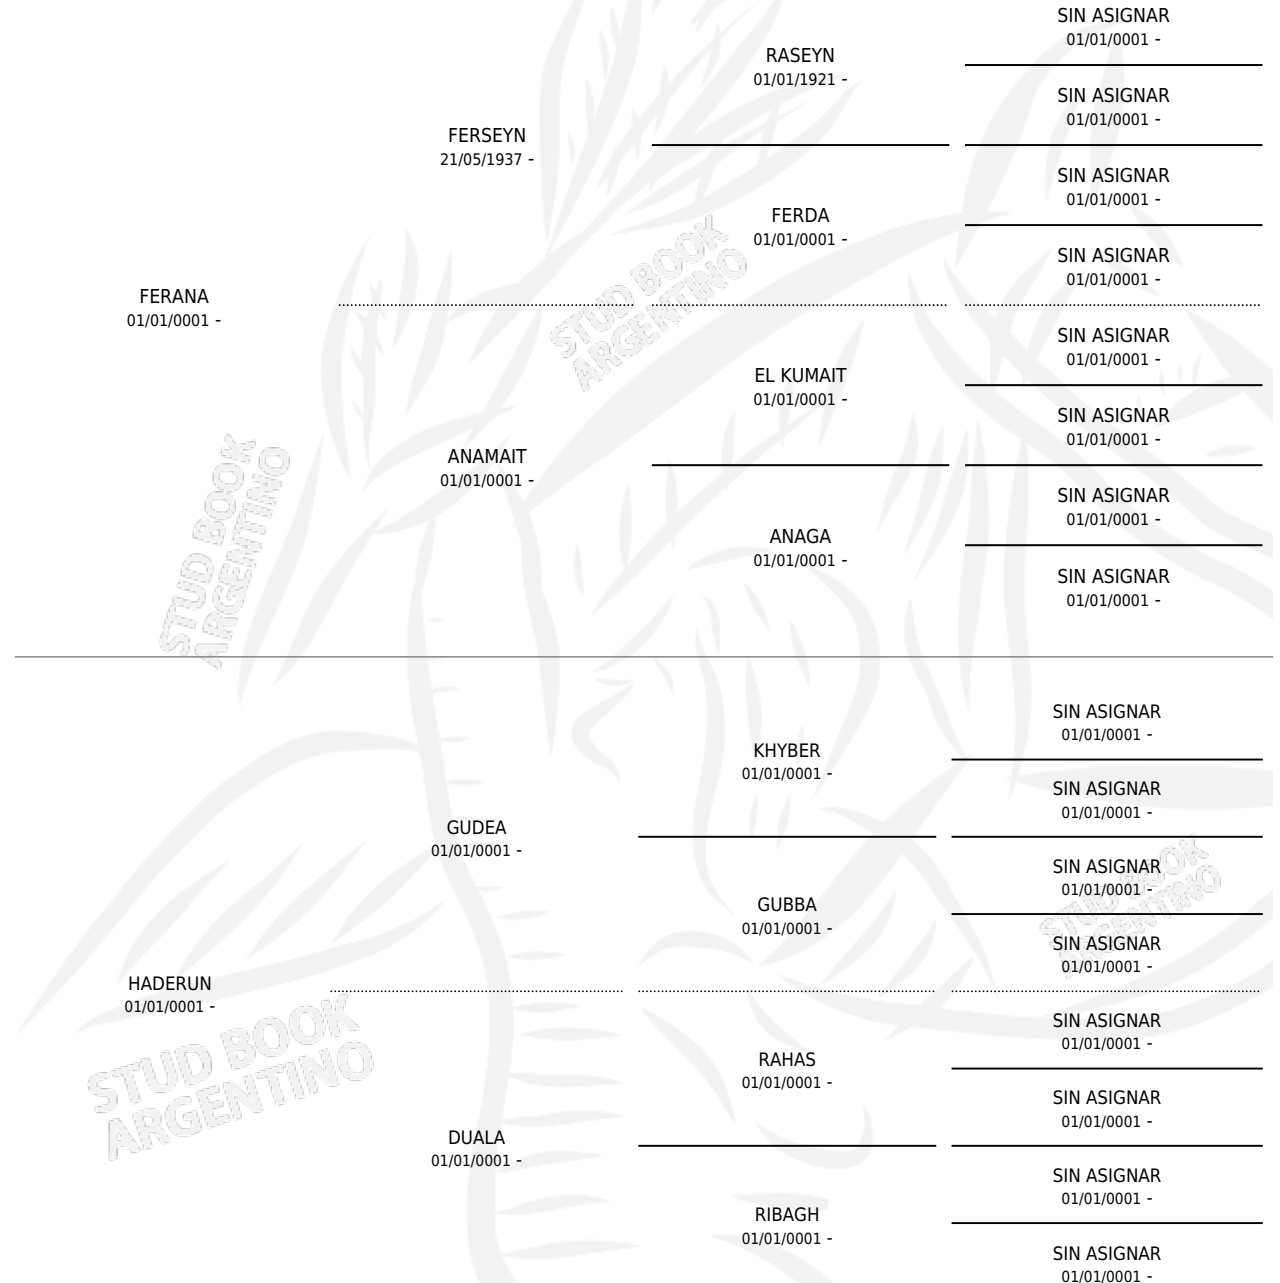 SIN ASIGNAR
01/01/0001 -
RASEYN
01/01/1921 -
SIN ASIGNAR
01/01/0001 -
FERSEYN
21/05/1937 -
SIN ASIGNAR
01/01/0001 -
FERDA
01/01/0001 -
SIN ASIGNAR
01/01/0001 -
FERANA
01/01/0001 -
SIN ASIGNAR
01/01/0001 -
EL KUMAIT
01/01/0001 -
SIN ASIGNAR
01/01/0001 -
ANAMAIT
01/01/0001 -
SIN ASIGNAR
01/01/0001 -
ANAGA
01/01/0001 -
SIN ASIGNAR
01/01/0001 -
STUD BOOK
ARGENTINO
STUD BOOK
ARGENTINO
SIN ASIGNAR
01/01/0001 -
KHYBER
01/01/0001 -
SIN ASIGNAR
01/01/0001 -
GUDEA
01/01/0001 -
SIN ASIGNAR
01/01/0001 -
GUBBA
01/01/0001 -
SIN ASIGNAR
01/01/0001 -
HADERUN
01/01/0001 -
SIN ASIGNAR
01/01/0001 -
RAHAS
01/01/0001 -
SIN ASIGNAR
01/01/0001 -
DUALA
01/01/0001 -
SIN ASIGNAR
01/01/0001 -
RIBAGH
01/01/0001 -
SIN ASIGNAR
01/01/0001 -
STUD BOOK
ARGENTINO
STUD BOOK
ARGENTINO